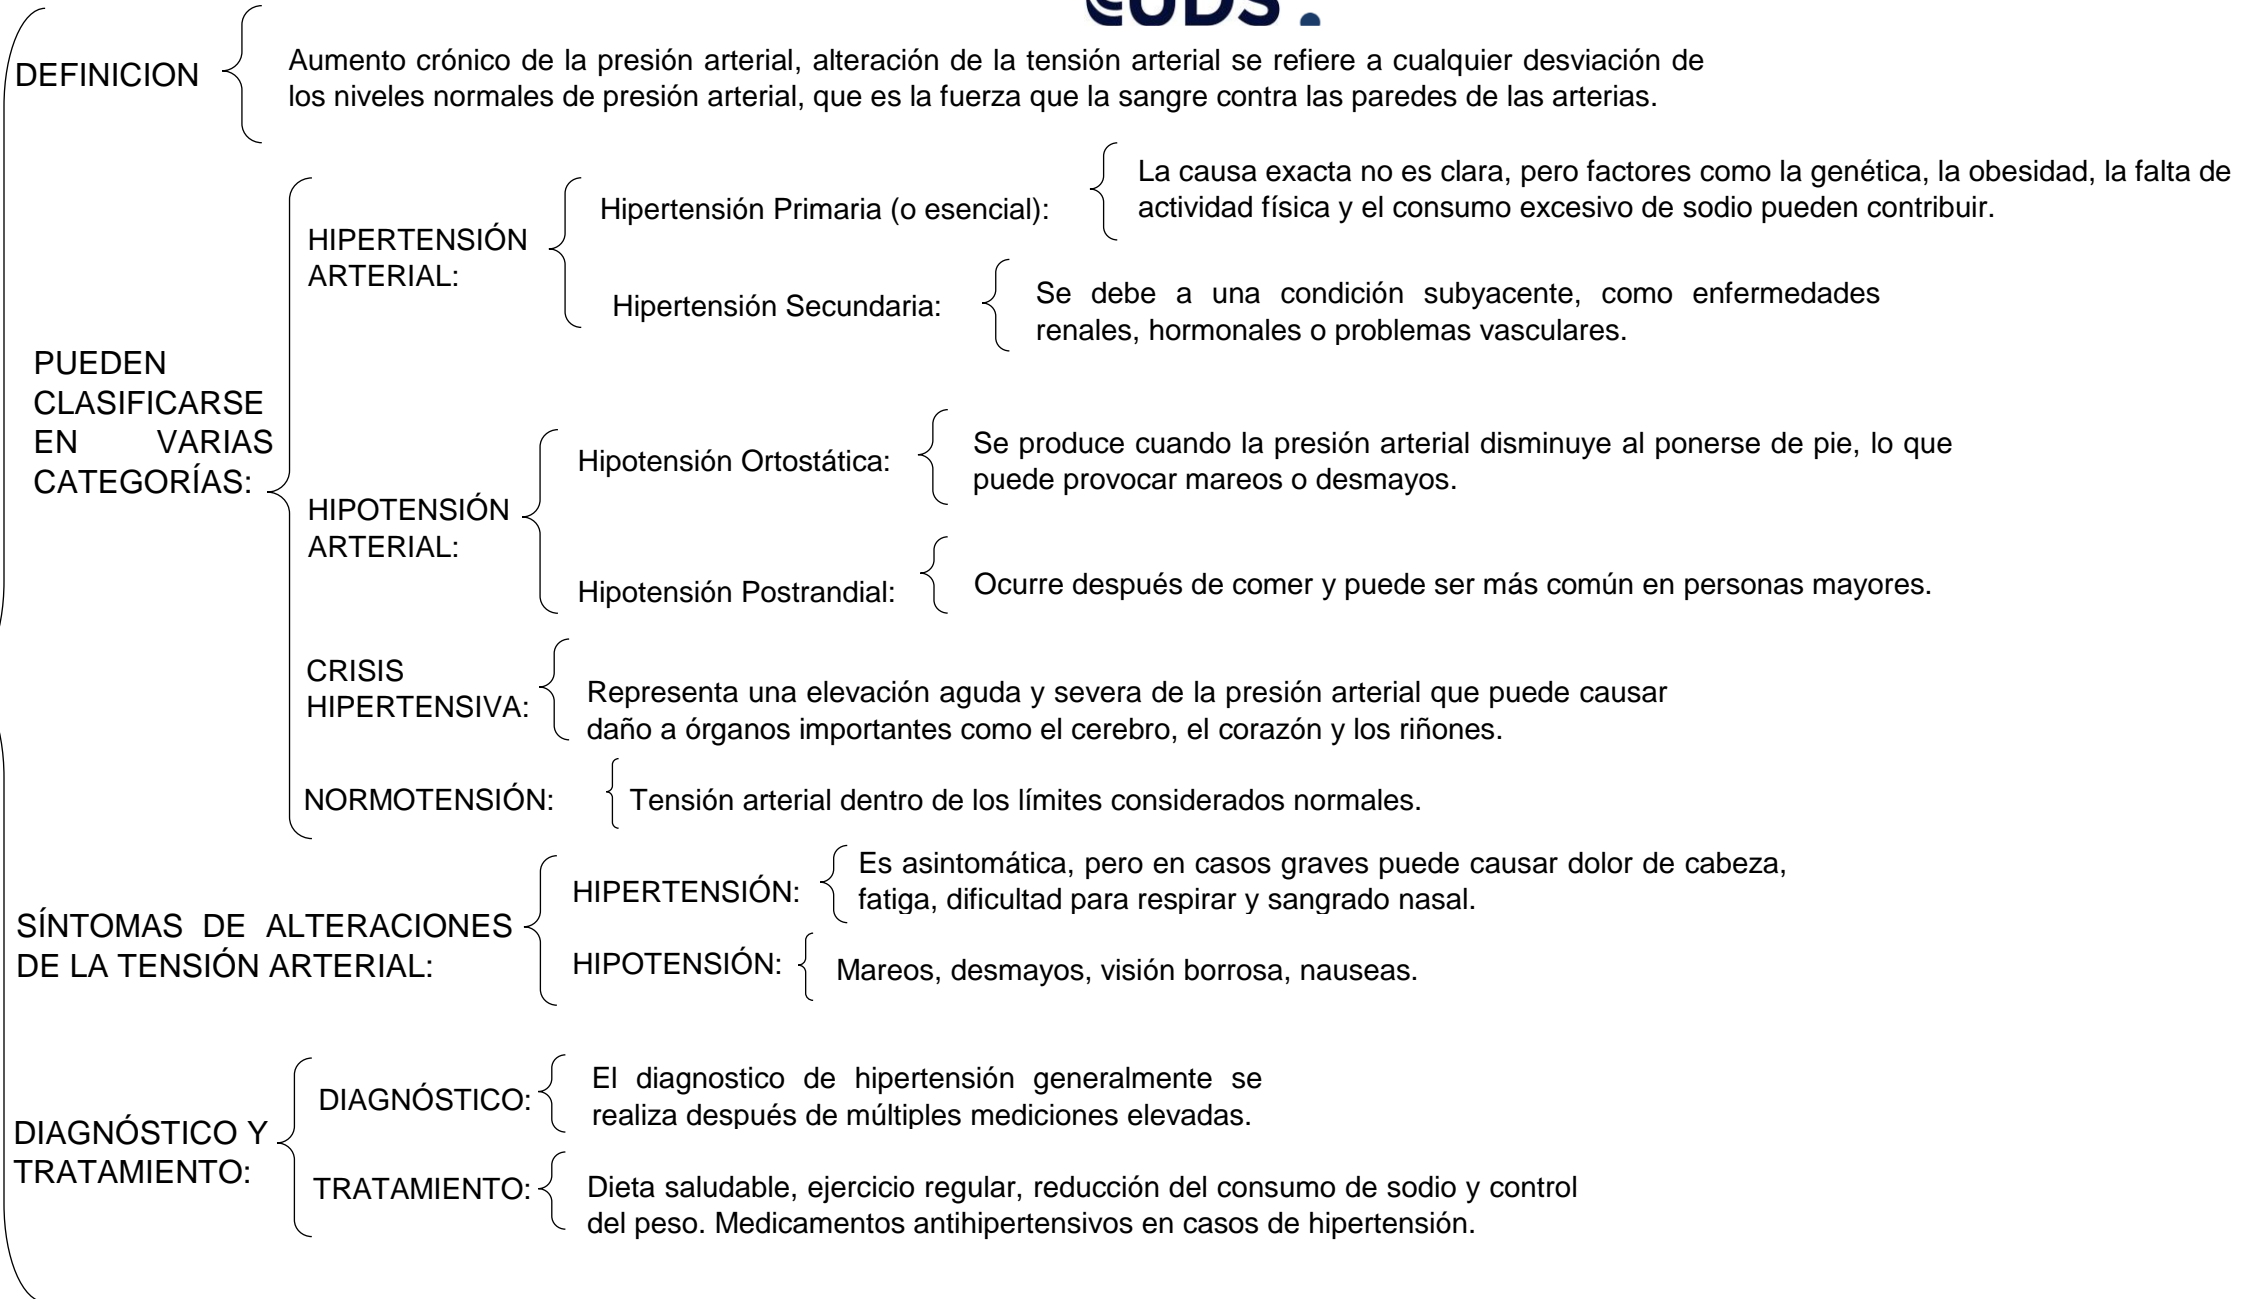 DEFINICION
Aumento crónico de la presión arterial, alteración de la tensión arterial se refiere a cualquier desviación de
los niveles normales de presión arterial, que es la fuerza que la sangre contra las paredes de las arterias.
PUEDEN
CLASIFICARSE
EN VARIAS
CATEGORÍAS:
HIPERTENSIÓN
ARTERIAL:
Hipertensión Primaria (o esencial):
La causa exacta no es clara, pero factores como la genética, la obesidad, la falta de
actividad física y el consumo excesivo de sodio pueden contribuir.
Hipertensión Secundaria:
Se debe a una condición subyacente, como enfermedades
renales, hormonales o problemas vasculares.
HIPOTENSIÓN
ARTERIAL:
Hipotensión Ortostática:
Se produce cuando la presión arterial disminuye al ponerse de pie, lo que
puede provocar mareos o desmayos.
Hipotensión Postrandial:
Ocurre después de comer y puede ser más común en personas mayores.
CRISIS
HIPERTENSIVA:
Representa una elevación aguda y severa de la presión arterial que puede causar
daño a órganos importantes como el cerebro, el corazón y los riñones.
NORMOTENSIÓN:
Tensión arterial dentro de los límites considerados normales.
SÍNTOMAS DE ALTERACIONES
DE LA TENSIÓN ARTERIAL:
HIPERTENSIÓN:
Es asintomática, pero en casos graves puede causar dolor de cabeza,
fatiga, dificultad para respirar y sangrado nasal.
HIPOTENSIÓN:
Mareos, desmayos, visión borrosa, nauseas.
DIAGNÓSTICO Y
TRATAMIENTO:
DIAGNÓSTICO:
El diagnostico de hipertensión generalmente se
realiza después de múltiples mediciones elevadas.
TRATAMIENTO:
Dieta saludable, ejercicio regular, reducción del consumo de sodio y control
del peso. Medicamentos antihipertensivos en casos de hipertensión.